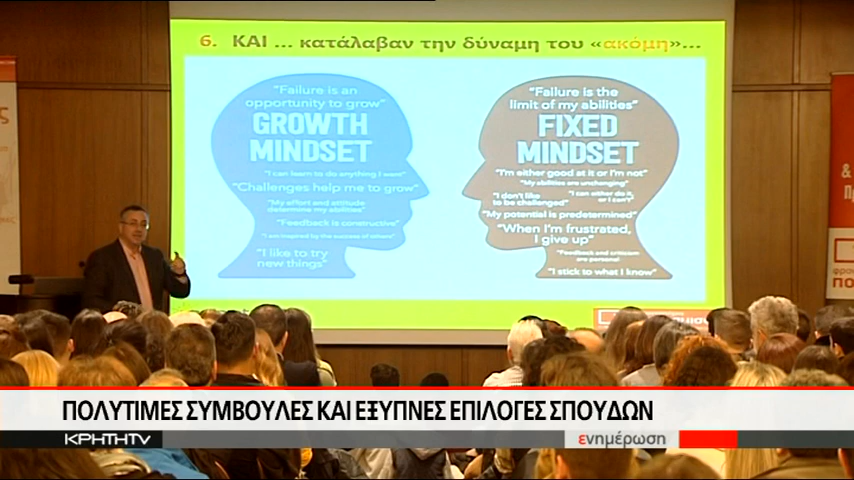 6. ΚΑΙ ... κατάλαβαν την δύναμη του «ακόμη»...
"Failure is an
opportunity to grow"
GROWTH
MINDSET
"I can learn to do anything I want"
"Challenges help me to grow"
"My effort and attitude
determine my abilities"
"Feedback is constructive"
"I am inspired by the success of others"
"I like to try
new things"
"Failure is the
limit of my abilities"
FIXED
MINDSET
"I'm either good at it or I'm not"
"My abilities are unchanging"
"I don't like
to be challenged"
"I can either do it,
or I can't"
"My potential is predetermined"
"When I'm frustrated,
I give up"
"Feedback and criticism
are personal"
"I stick to what I know"
&
ΠΟΛΥΤΙΜΕΣ ΣΥΜΒΟΥΛΕΣ ΚΑΙ ΕΞΥΠΝΕΣ ΕΠΙΛΟΓΕΣ ΣΠΟΥΔΩΝ
ΚΡΗΤΗTV
ενημέρωση